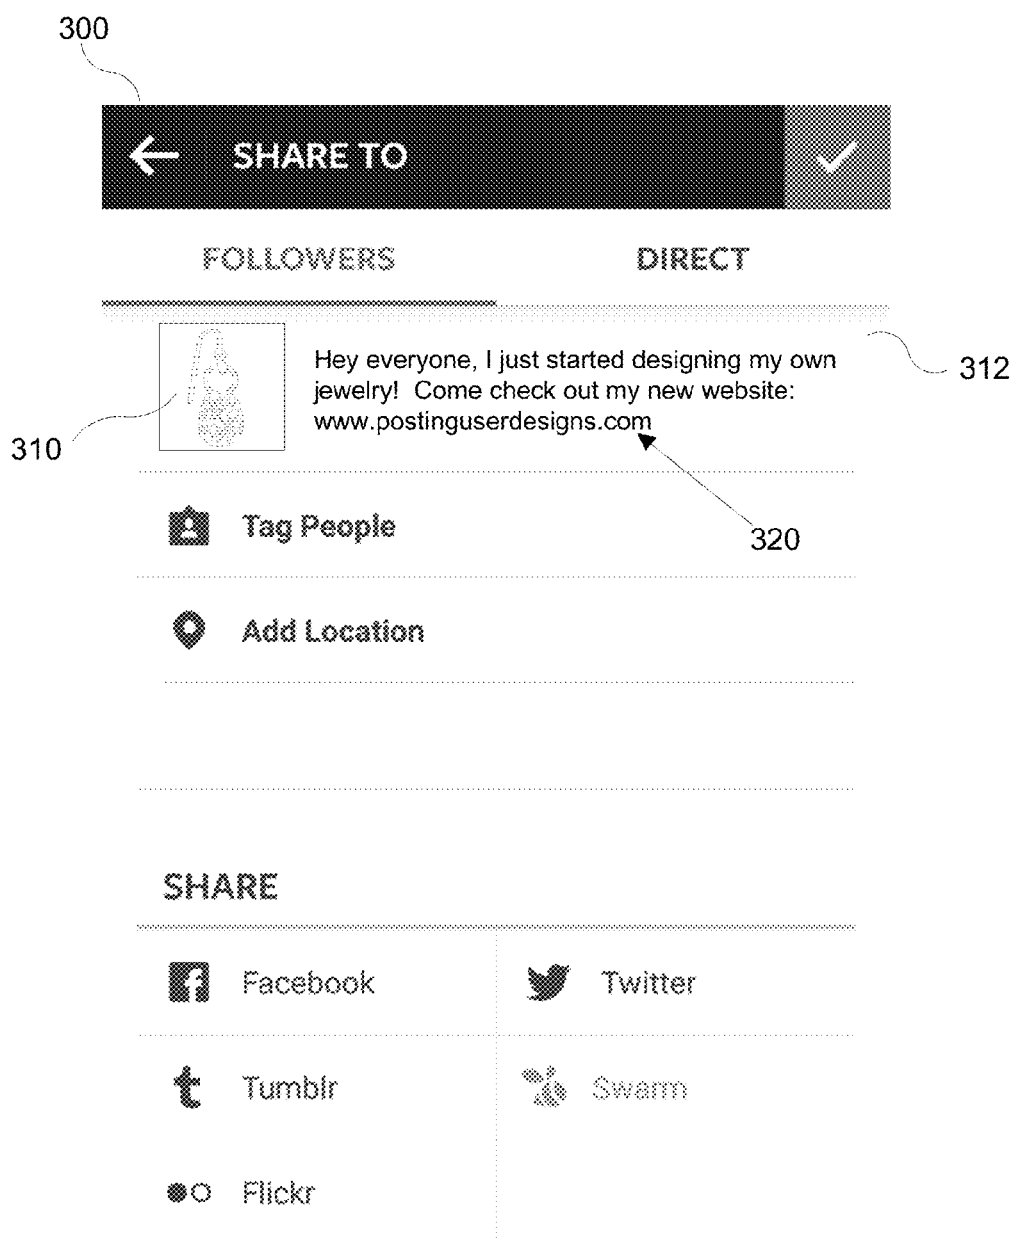 300
SHARE TO
FOLLOWERS DIRECT
Hey everyone, I just started designing my own
jewelry! Come check out my new website:
www.postinguserdesigns.com
312
310
Tag People
320
Add Location
SHARE
Facebook Twitter
Tumblr Swarm
Flickr